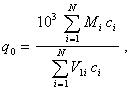 q_0 = \frac{10^3 \sum_{i=1}^{N} M_i c_i}{\sum_{i=1}^{N} V_{1i} c_i} ,